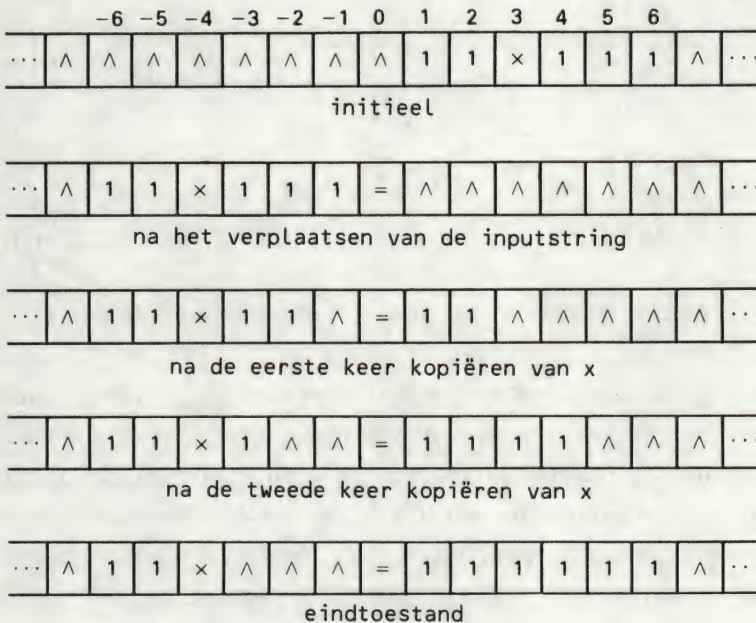 −6 −5 −4 −3 −2 −1 0 1 2 3 4 5 6
··· ∧ ∧ ∧ ∧ ∧ ∧ ∧ ∧ 1 1 × 1 1 1 ∧ ···
initieel
··· ∧ 1 1 × 1 1 1 = ∧ ∧ ∧ ∧ ∧ ∧ ∧ ···
na het verplaatsen van de inputstring
··· ∧ 1 1 × 1 1 ∧ = 1 1 ∧ ∧ ∧ ∧ ∧ ···
na de eerste keer kopiëren van x
··· ∧ 1 1 × 1 ∧ ∧ = 1 1 1 1 ∧ ∧ ∧ ···
na de tweede keer kopiëren van x
··· ∧ 1 1 × ∧ ∧ ∧ = 1 1 1 1 1 1 ∧ ···
eindtoestand